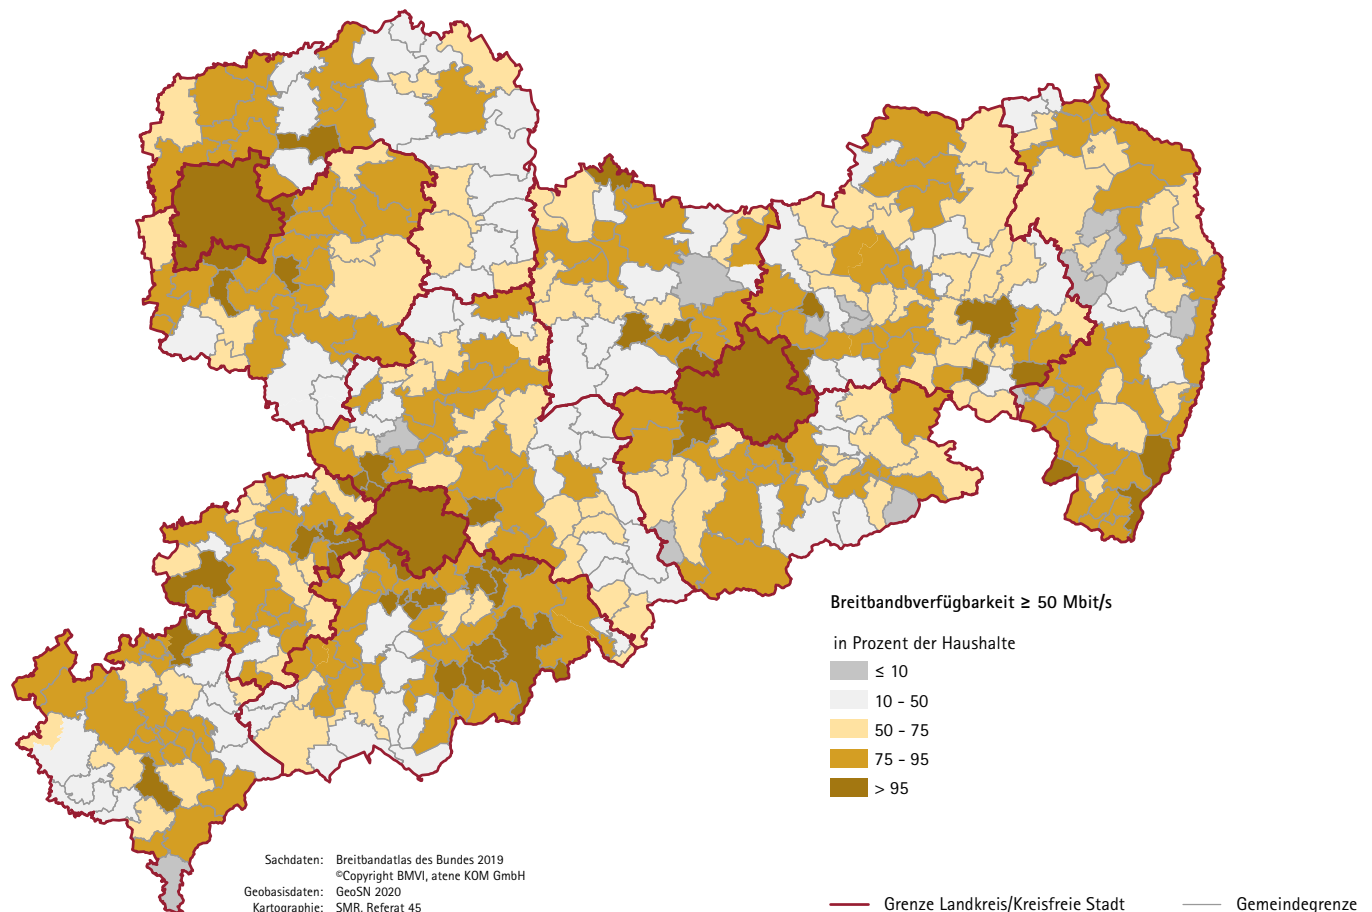 Breitbandverfügbarkeit ≥ 50 Mbit/s
in Prozent der Haushalte
≤ 10
10 - 50
50 - 75
75 - 95
> 95
Sachdaten: Breitbandatlas des Bundes 2019
©Copyright BMVI, atene KOM GmbH
Geobasisdaten: GeoSN 2020
Kartographie: SMR, Referat 45
Grenze Landkreis/Kreisfreie Stadt
Gemeindegrenze